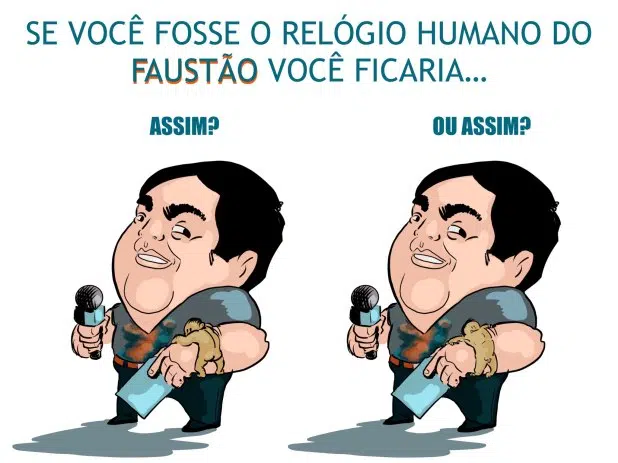 SE VOCÊ FOSSE O RELÓGIO HUMANO DO
FAUSTÃO VOCÊ FICARIA...
ASSIM?
OU ASSIM?